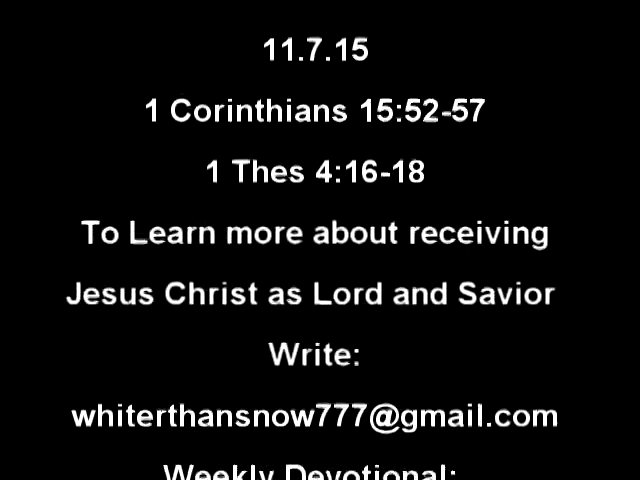 11.7.15
1 Corinthians 15:52-57
1 Thes 4:16-18
To Learn more about receiving
Jesus Christ as Lord and Savior
Write:
whiterthansnow777@gmail.com
Weekly Devotional: